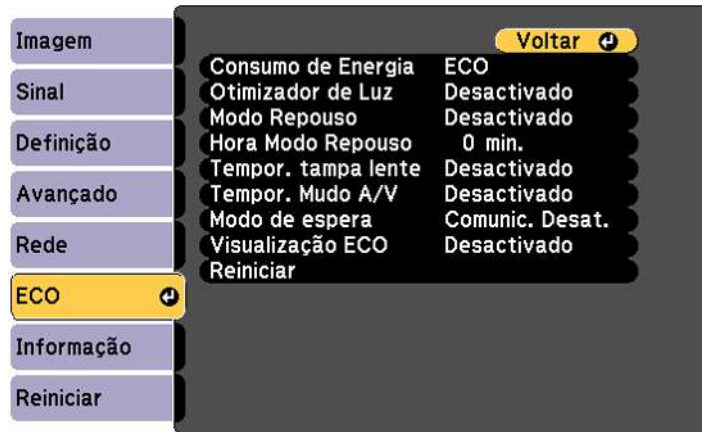 Imagem
Sinal
Definição
Avançado
Rede
ECO
Informação
Reiniciar
Voltar
Consumo de Energia ECO
Otimizador de Luz Desactivado
Modo Repouso Desactivado
Hora Modo Repouso 0 min.
Tempor. tampa lente Desactivado
Tempor. Mudo A/V Desactivado
Modo de espera Comunic. Desat.
Visualização ECO Desactivado
Reiniciar